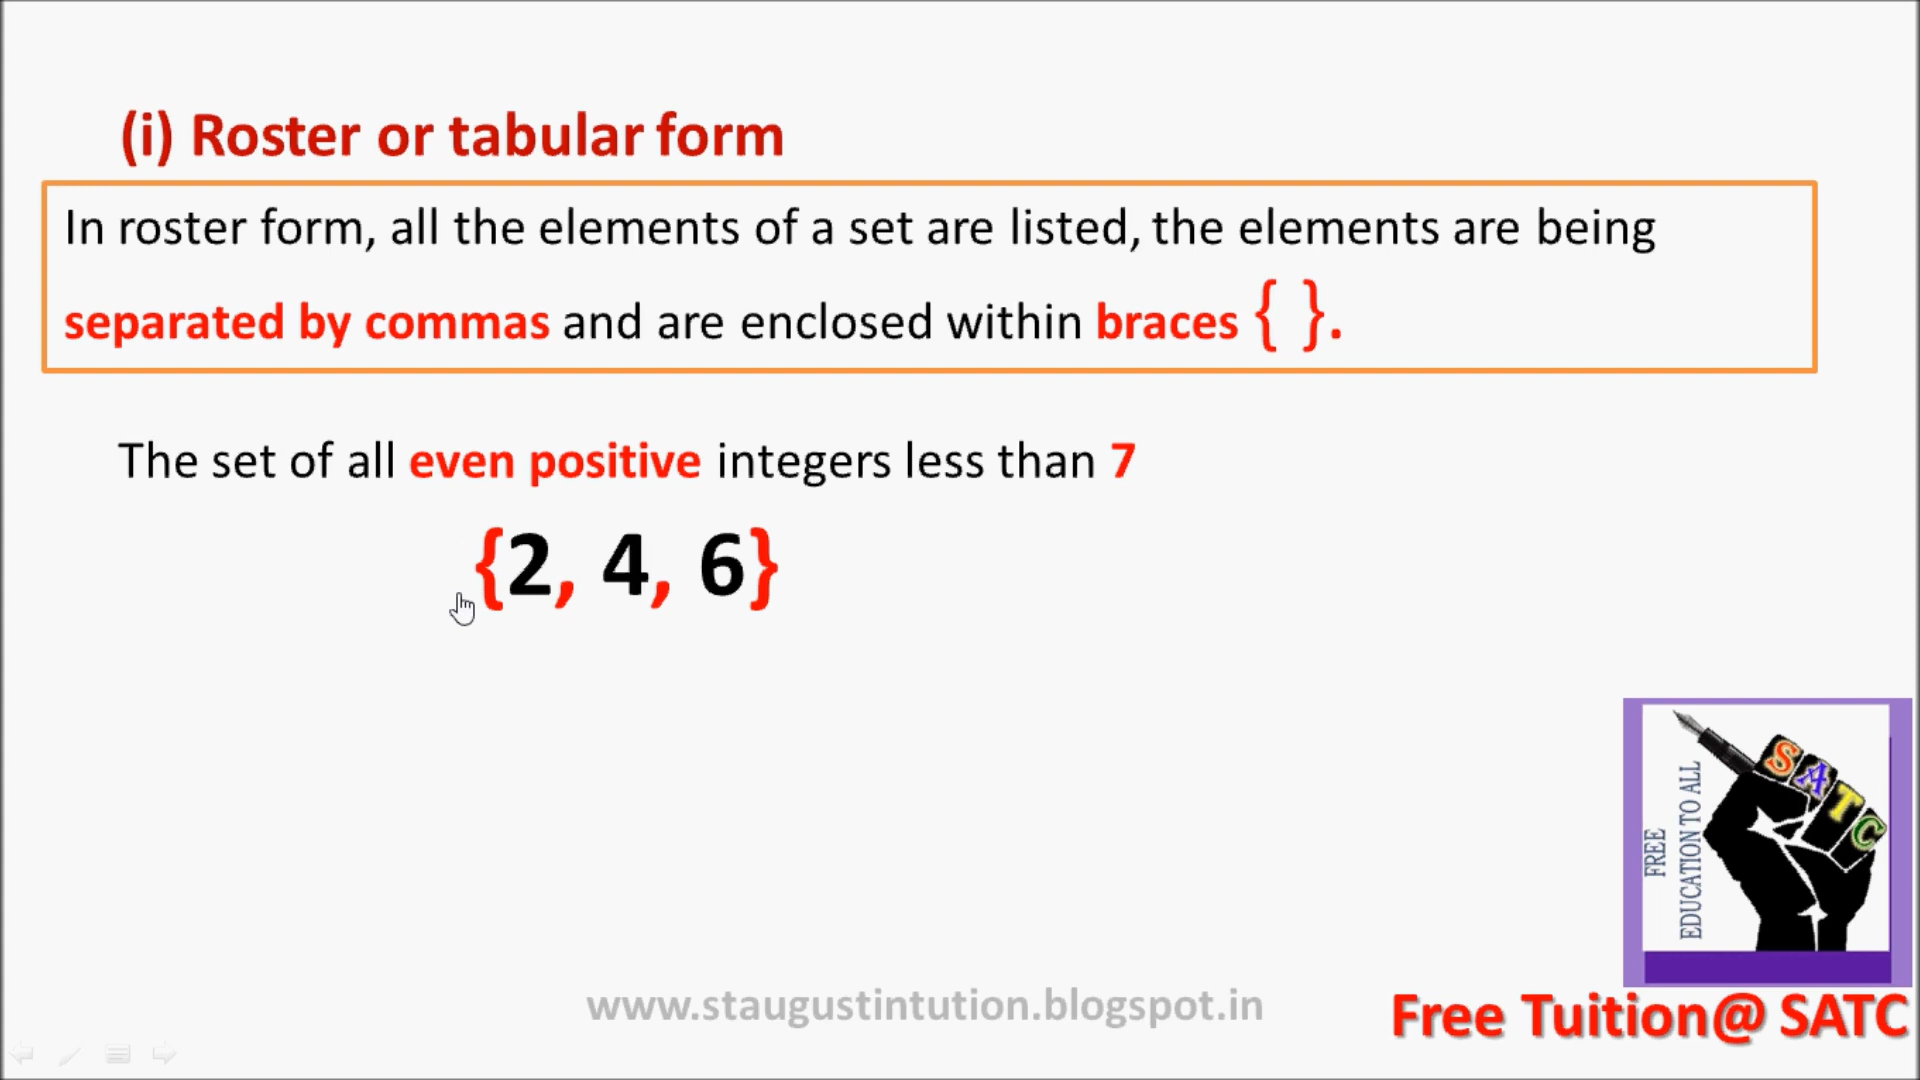 (i) Roster or tabular form
In roster form, all the elements of a set are listed, the elements are being
separated by commas and are enclosed within braces { }.
The set of all even positive integers less than 7
{2, 4, 6}
FREE
EDUCATION TO ALL
SATC
www.staugustintution.blogspot.in
Free Tuition@ SATC